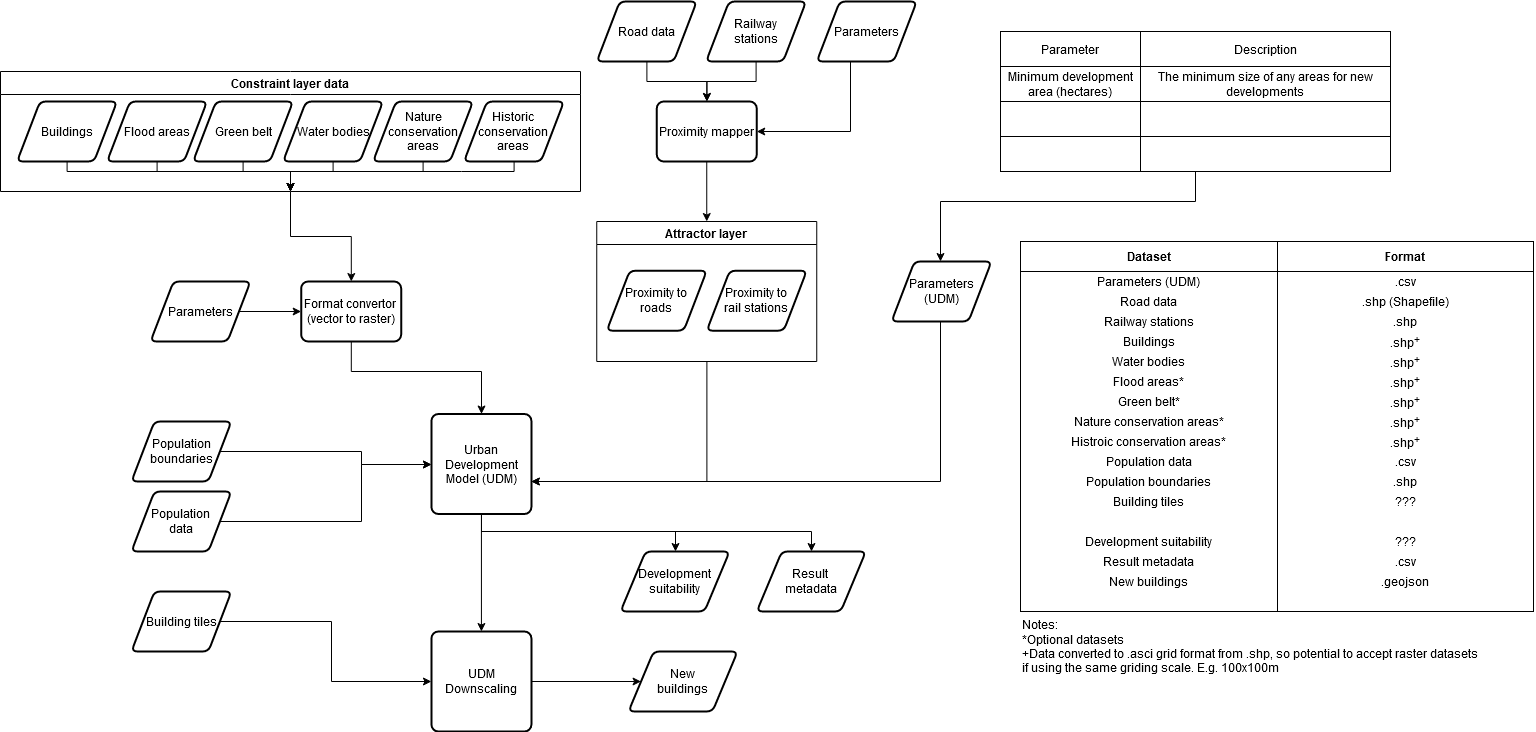 Road data
Railway
stations
Parameters
Constraint layer data
Buildings
Flood areas
Green belt
Water bodies
Nature
conservation
areas
Historic
conservation
areas
Proximity mapper
Parameter
Description
Minimum development
area (hectares)
The minimum size of any areas for new
developments
Attractor layer
Proximity to
roads
Proximity to
rail stations
Parameters
(UDM)
Parameters
Format convertor
(vector to raster)
Population
boundaries
Population
data
Urban
Development
Model (UDM)
Development
suitability
Result
metadata
Building tiles
UDM
Downscaling
New
buildings
Dataset
Format
Parameters (UDM)
.csv
Road data
.shp (Shapefile)
Railway stations
.shp
Buildings
.shp+
Water bodies
.shp+
Flood areas*
.shp+
Green belt*
.shp+
Nature conservation areas*
.shp+
Histroic conservation areas*
.shp+
Population data
.csv
Population boundaries
.shp
Building tiles
???
Development suitability
???
Result metadata
.csv
New buildings
.geojson
Notes:
*Optional datasets
+Data converted to .asci grid format from .shp, so potential to accept raster datasets
if using the same griding scale. E.g. 100x100m